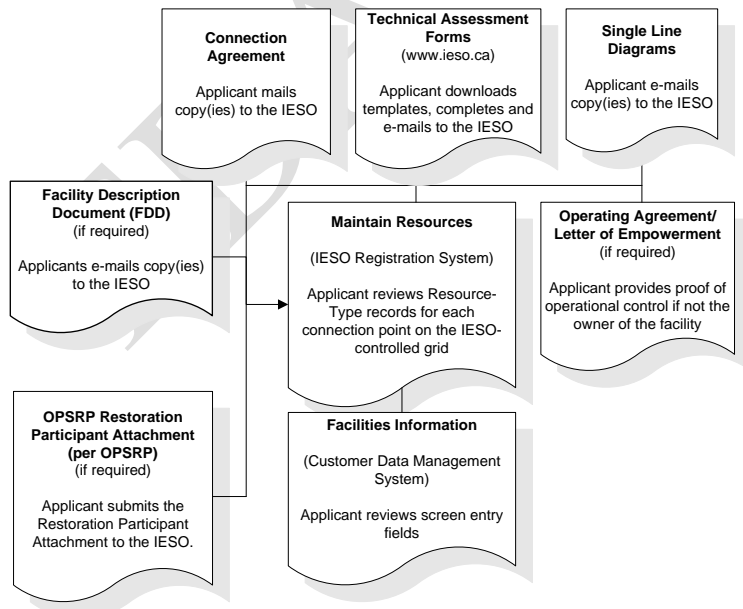 Connection
Agreement
Applicant mails
copy(ies) to the IESO
Technical Assessment
Forms
(www.ieso.ca)
Applicant downloads
templates, completes and
e-mails to the IESO
Single Line
Diagrams
Applicant e-mails
copy(ies) to the IESO
Facility Description
Document (FDD)
(if required)
Applicants e-mails copy(ies)
to the IESO
Maintain Resources
(IESO Registration System)
Applicant reviews Resource-
Type records for each
connection point on the IESO-
controlled grid
Operating Agreement/
Letter of Empowerment
(if required)
Applicant provides proof of
operational control if not the
owner of the facility
OPSRP Restoration
Participant Attachment
(per OPSRP)
(if required)
Applicant submits the
Restoration Participant
Attachment to the IESO.
Facilities Information
(Customer Data Management
System)
Applicant reviews screen entry
fields